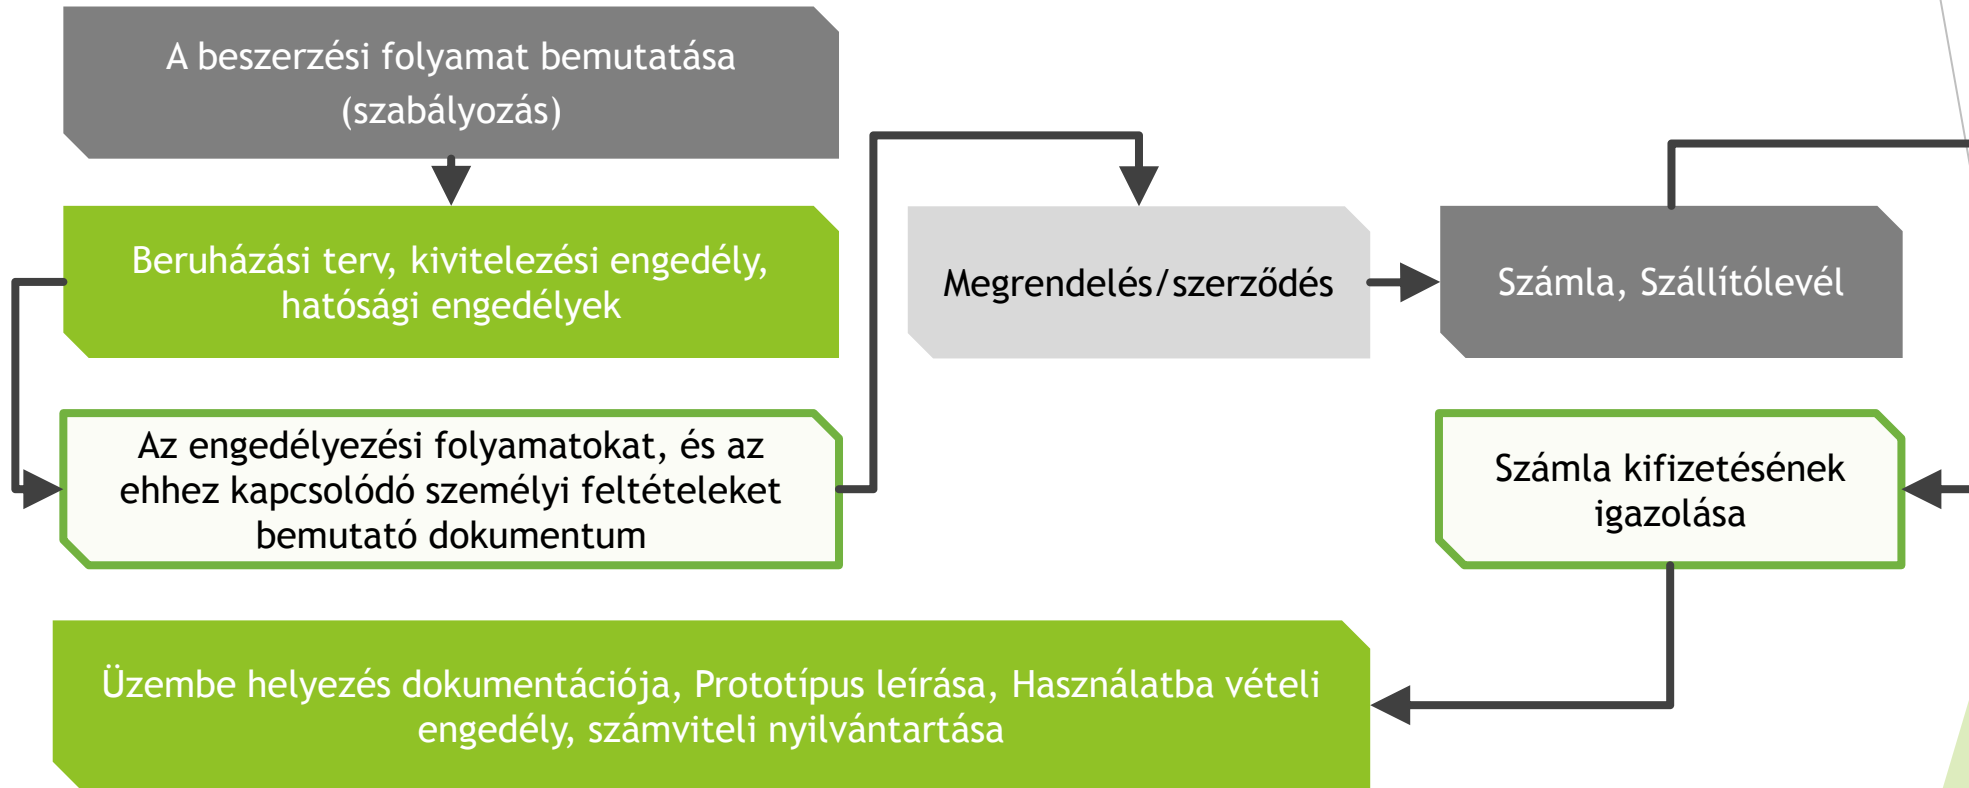 A beszerzési folyamat bemutatása
(szabályozás)
Beruházási terv, kivitelezési engedély,
hatósági engedélyek
Az engedélyezési folyamatokat, és az
ehhez kapcsolódó személyi feltételeket
bemutató dokumentum
Megrendelés/szerződés
Számla, Szállítólevél
Számla kifizetésének
igazolása
Üzembe helyezés dokumentációja, Prototípus leírása, Használatba vételi
engedély, számviteli nyilvántartása